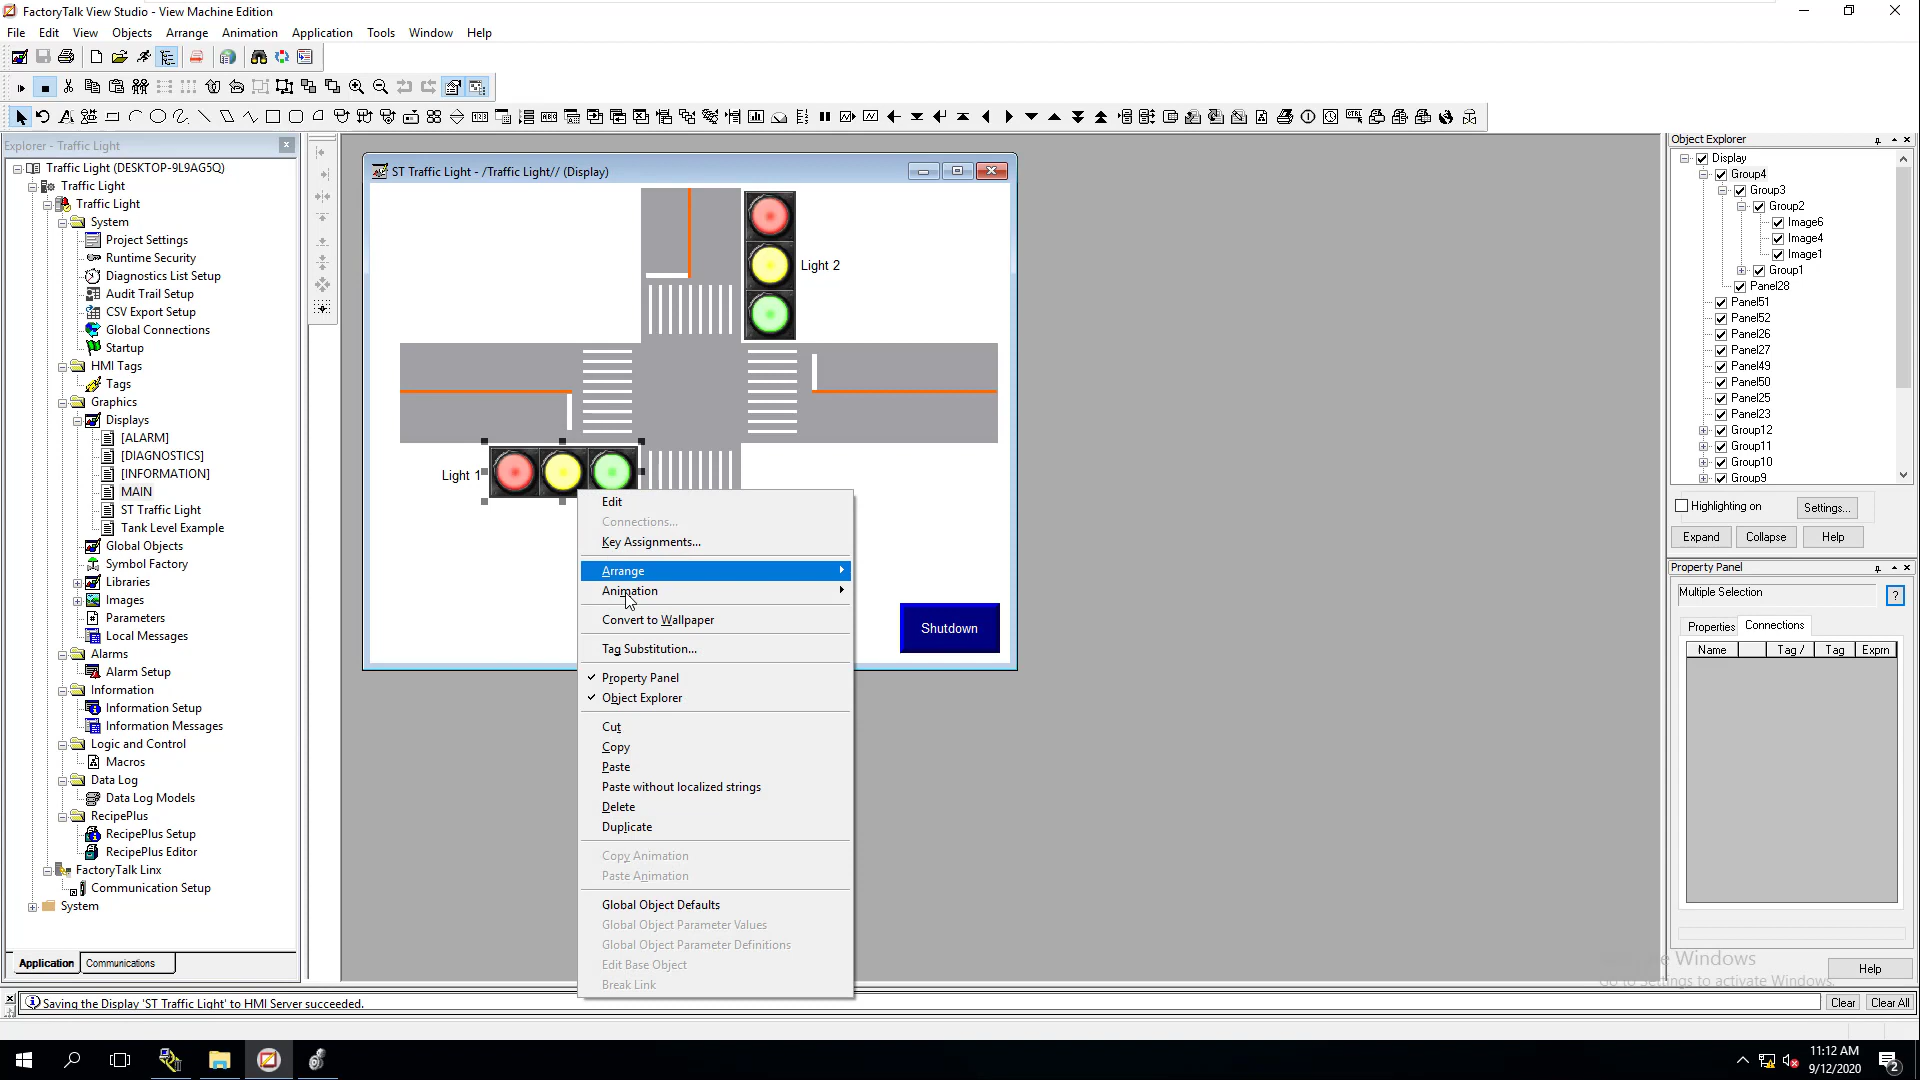 FactoryTalk View Studio - View Machine Edition
File Edit View Objects Arrange Animation Application Tools Window Help
Explorer - Traffic Light
Traffic Light (DESKTOP-9L9AG5Q)
Traffic Light
Traffic Light
System
Project Settings
Runtime Security
Diagnostics List Setup
Audit Trail Setup
CSV Export Setup
Global Connections
Startup
HMI Tags
Tags
Graphics
Displays
[ALARM]
[DIAGNOSTICS]
[INFORMATION]
MAIN
ST Traffic Light
Tank Level Example
Global Objects
Symbol Factory
Libraries
Images
Parameters
Local Messages
Alarms
Alarm Setup
Information
Information Setup
Information Messages
Logic and Control
Macros
Data Log
Data Log Models
RecipePlus
RecipePlus Setup
RecipePlus Editor
FactoryTalk Linx
Communication Setup
System
Application Communications
ST Traffic Light - /Traffic Light// (Display)
Light 2
Light 1
Shutdown
Edit
Connections...
Key Assignments...
Arrange
Animation
Convert to Wallpaper
Tag Substitution...
Property Panel
Object Explorer
Cut
Copy
Paste
Paste without localized strings
Delete
Duplicate
Copy Animation
Paste Animation
Global Object Defaults
Global Object Parameter Values
Global Object Parameter Definitions
Edit Base Object
Break Link
Object Explorer
Display
Group4
Group3
Group2
Image6
Image4
Image1
Group1
Panel28
Panel51
Panel52
Panel26
Panel27
Panel49
Panel50
Panel25
Panel23
Group12
Group11
Group10
Group9
Highlighting on Settings...
Expand Collapse Help
Property Panel
Multiple Selection ?
Properties Connections
Name Tag / Tag Exprn
Windows
Settings to activate Windows.
Help
Saving the Display 'ST Traffic Light' to HMI Server succeeded.
Clear Clear All
11:12 AM
9/12/2020
2